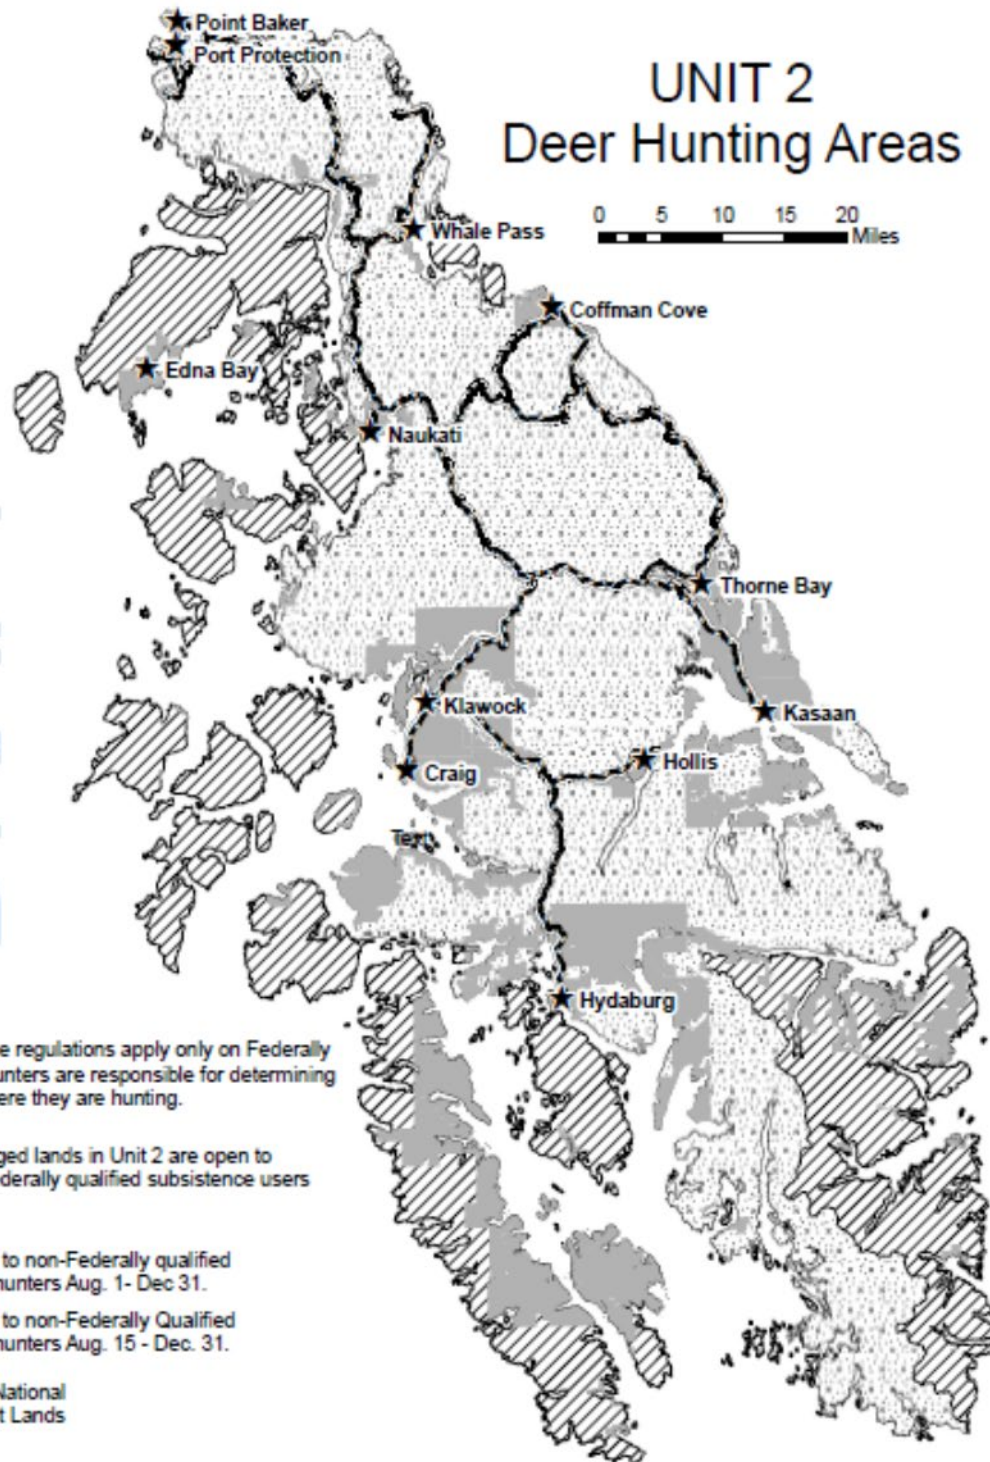 Point Baker
Port Protection
UNIT 2
Deer Hunting Areas
0 5 10 15 20
Miles
Whale Pass
Coffman Cove
Edna Bay
Naukati
Thorne Bay
Klawock
Kasaan
Hollis
Craig
Text
Hydaburg
e regulations apply only on Federally
unters are responsible for determining
ere they are hunting.
ged lands in Unit 2 are open to
derally qualified subsistence users
to non-Federally qualified
hunters Aug. 1- Dec 31.
to non-Federally Qualified
hunters Aug. 15 - Dec. 31.
National
t Lands